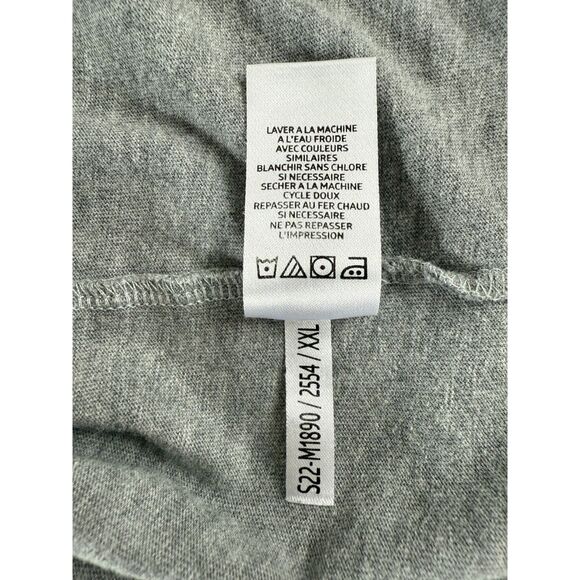 LAVER A LA MACHINE
A L'EAU FROIDE
AVEC COULEURS
SIMILAIRES
BLANCHIR SANS CHLORE
SI NECESSAIRE
SECHER A LA MACHINE
CYCLE DOUX
REPASSER AU FER CHAUD
SI NECESSAIRE
NE PAS REPASSER
L'IMPRESSION
S22-M1890 / 2554 / XXL